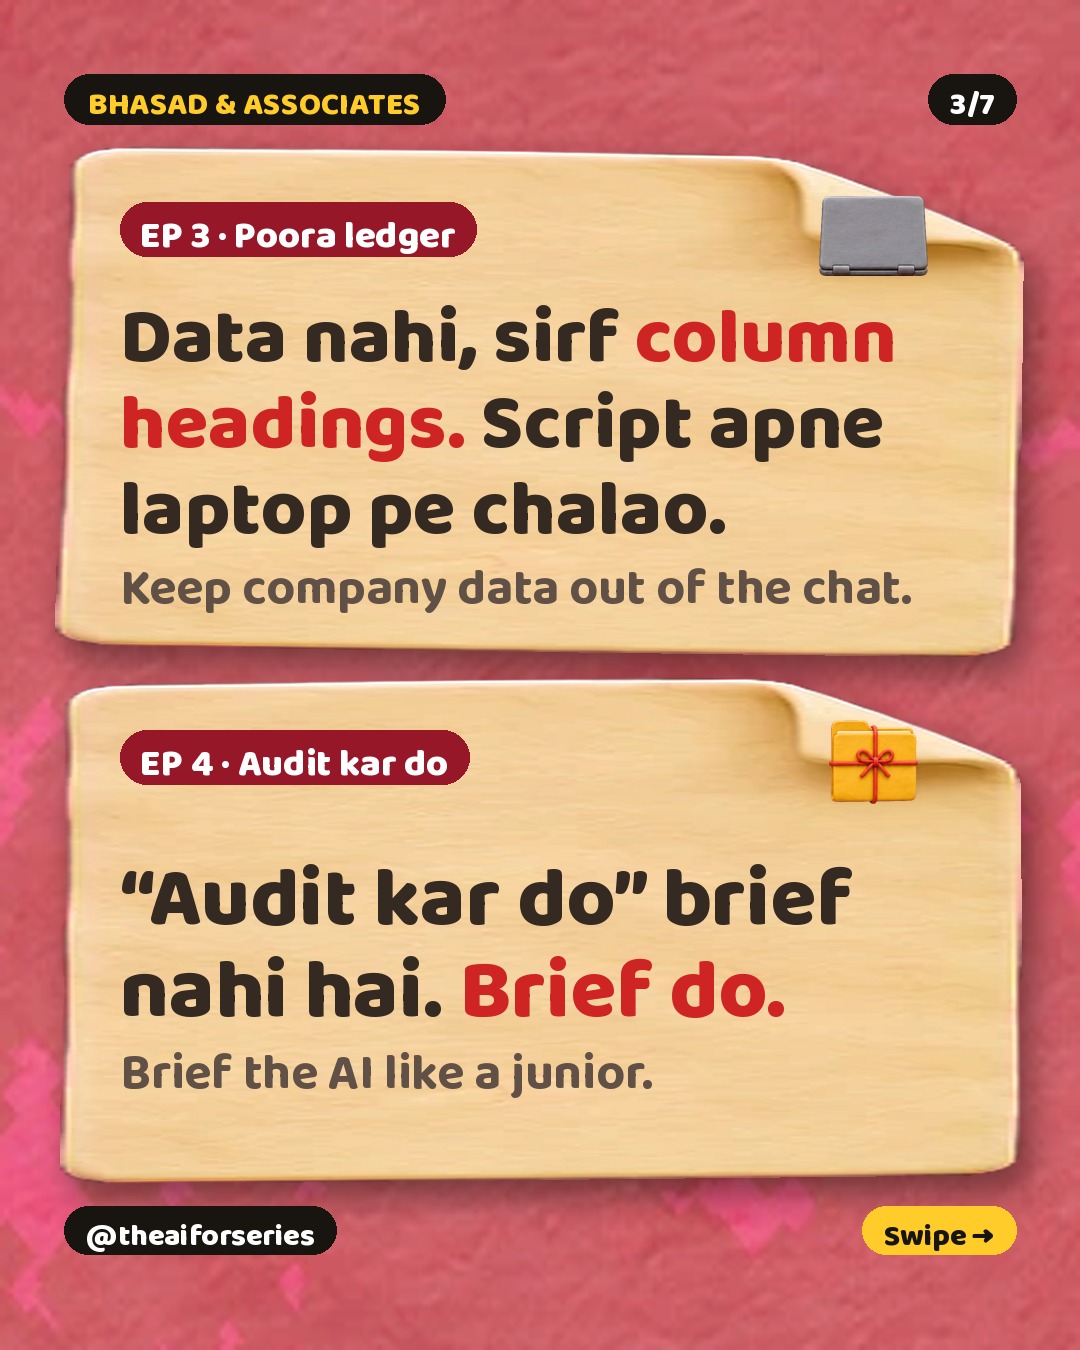 BHASAD & ASSOCIATES
3/7
EP 3 · Poora ledger
Data nahi, sirf column
headings. Script apne
laptop pe chalao.
Keep company data out of the chat.
EP 4 · Audit kar do
“Audit kar do” brief
nahi hai. Brief do.
Brief the AI like a junior.
@theaiforseries
Swipe →